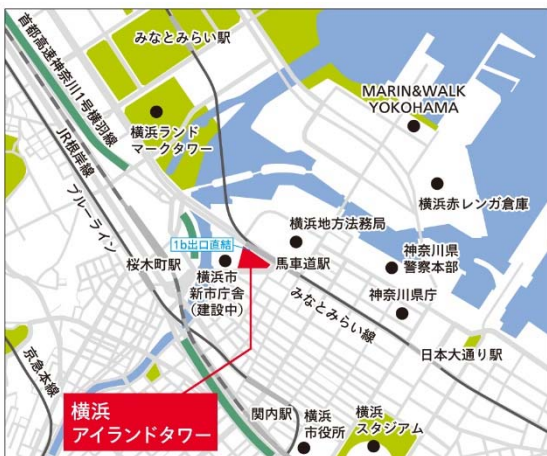 みなとみらい駅
首都高速神奈川1号横羽線
MARIN&WALK
YOKOHAMA
JR根岸線
横浜ランド
マークタワー
ブルーライン
横浜赤レンガ倉庫
横浜地方法務局
1b出口直結
桜木町駅
横浜市
新市庁舎
(建設中)
馬車道駅
神奈川県
警察本部
みなとみらい線
神奈川県庁
京急本線
日本大通り駅
横浜
アイランドタワー
関内駅
横浜
市役所
横浜
スタジアム